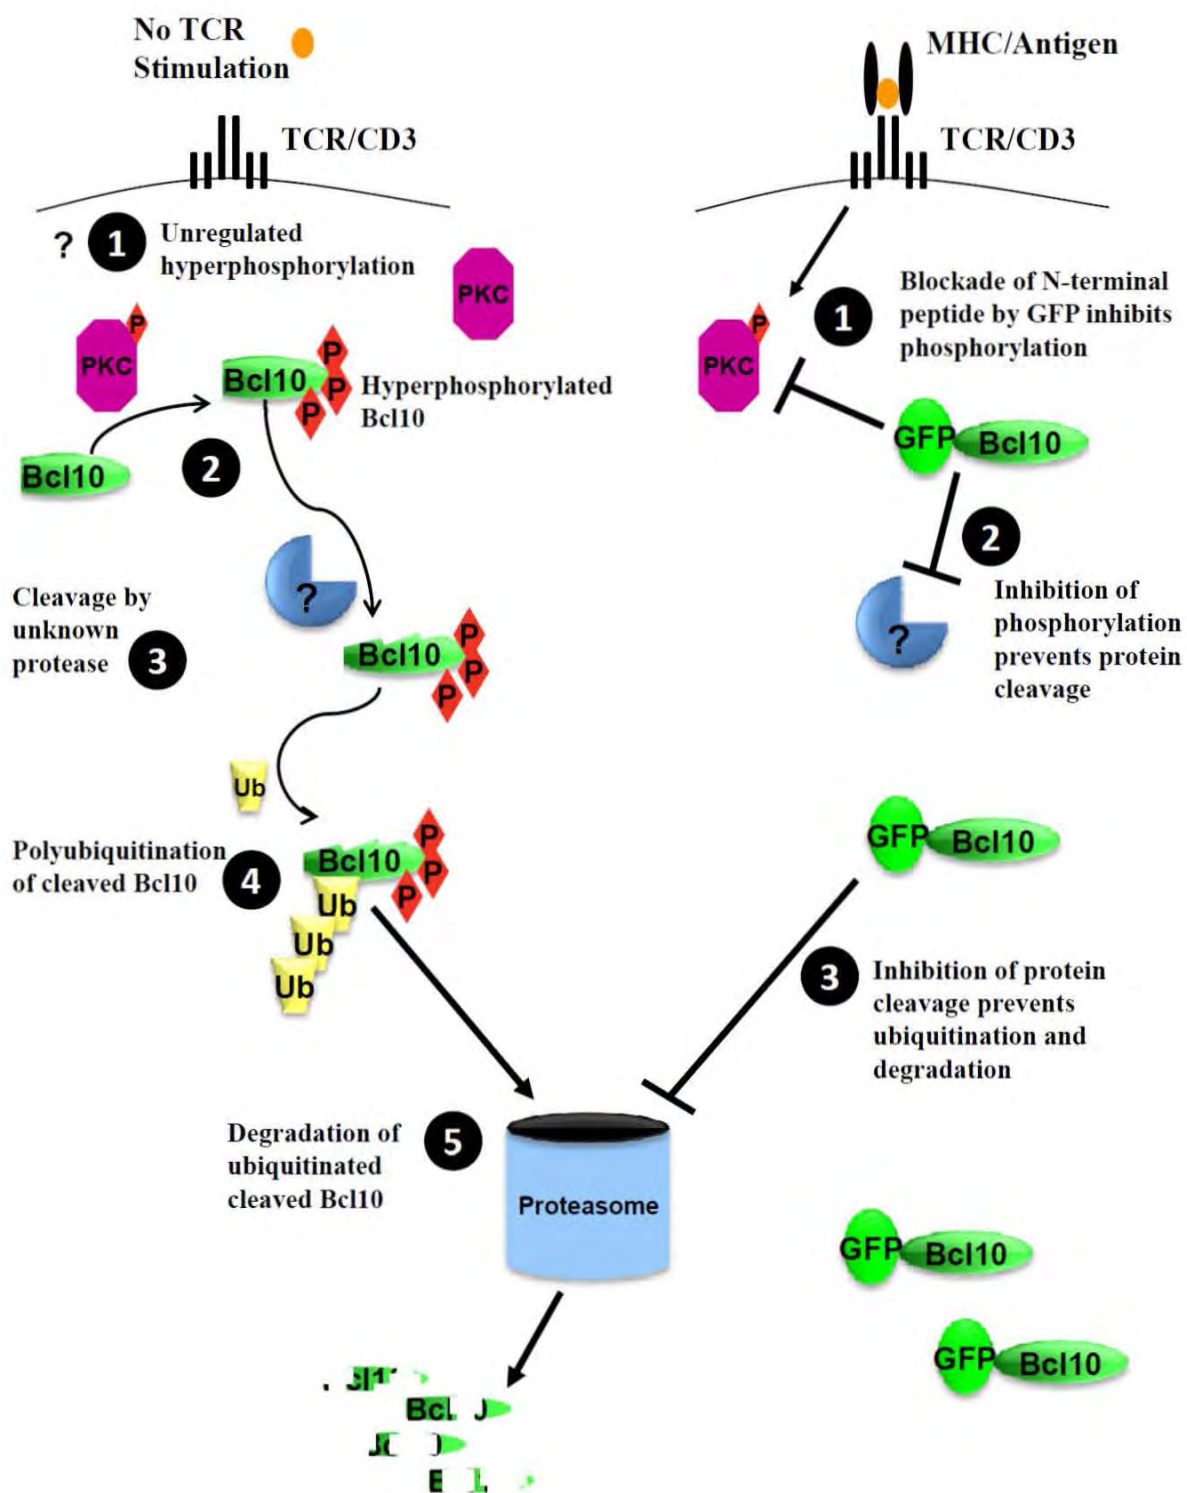 No TCR
Stimulation
TCR/CD3
? 1 Unregulated
hyperphosphorylation
PKC
P
PKC
Bcl10
P
P
P
Hyperphosphorylated
Bcl10
Bcl10
2
?
Cleavage by
unknown
protease
3
Bcl10
P
P
P
Ub
Polyubiquitination
of cleaved Bcl10
4
Bcl10
P
P
P
Ub
Ub
Ub
Degradation of
ubiquitinated
cleaved Bcl10
5
Proteasome
Bcl
MHC/Antigen
TCR/CD3
1
Blockade of N-terminal
peptide by GFP inhibits
phosphorylation
P
PKC
GFP Bcl10
2
Inhibition of
phosphorylation
prevents protein
cleavage
?
GFP Bcl10
3
Inhibition of protein
cleavage prevents
ubiquitination and
degradation
GFP Bcl10
GFP Bcl10